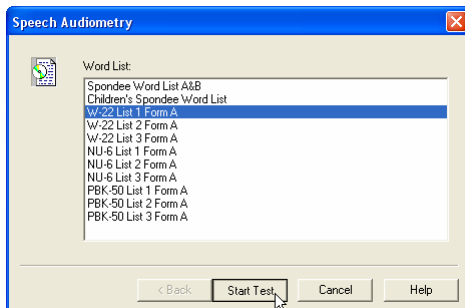 Speech Audiometry
Word List:
Spondee Word List A&B
Children's Spondee Word List
W-22 List 1 Form A
W-22 List 2 Form A
W-22 List 3 Form A
NU-6 List 1 Form A
NU-6 List 2 Form A
NU-6 List 3 Form A
PBK-50 List 1 Form A
PBK-50 List 2 Form A
PBK-50 List 3 Form A
< Back Start Test Cancel Help